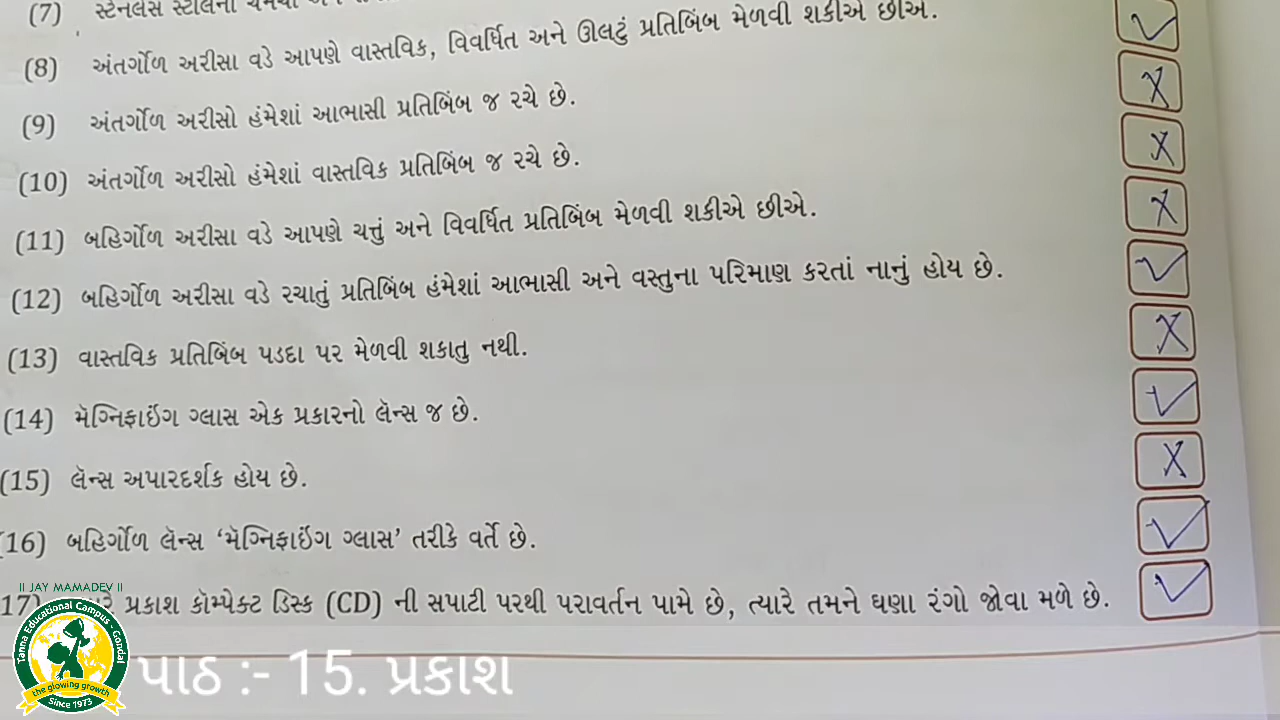 (7) સ્ટેનલેસ સ્ટીલની
(8) અંતર્ગોળ અરીસા વડે આપણે વાસ્તવિક, વિવર્ધિત અને ઊલટું પ્રતિબિંબ મેળવી શકીએ છીએ. ✓
(9) અંતર્ગોળ અરીસો હંમેશાં આભાસી પ્રતિબિંબ જ રચે છે. X
(10) અંતર્ગોળ અરીસો હંમેશાં વાસ્તવિક પ્રતિબિંબ જ રચે છે. X
(11) બહિર્ગોળ અરીસા વડે આપણે ચત્તું અને વિવર્ધિત પ્રતિબિંબ મેળવી શકીએ છીએ. X
(12) બહિર્ગોળ અરીસા વડે રચાતું પ્રતિબિંબ હંમેશાં આભાસી અને વસ્તુના પરિમાણ કરતાં નાનું હોય છે. ✓
(13) વાસ્તવિક પ્રતિબિંબ પડદા પર મેળવી શકાતુ નથી. X
(14) મૅગ્નિફાઈંગ ગ્લાસ એક પ્રકારનો લૅન્સ જ છે. ✓
(15) લૅન્સ અપારદર્શક હોય છે. X
(16) બહિર્ગોળ લૅન્સ ‘મૅગ્નિફાઈંગ ગ્લાસ’ તરીકે વર્તે છે. ✓
17) પ્રકાશ કૉમ્પેક્ટ ડિસ્ક (CD) ની સપાટી પરથી પરાવર્તન પામે છે, ત્યારે તમને ઘણા રંગો જોવા મળે છે. ✓
II JAY MAMADEV II
Tanna Educational Campus - Gondal
the glowing growth
Since 1973
પાઠ :- 15. પ્રકાશ